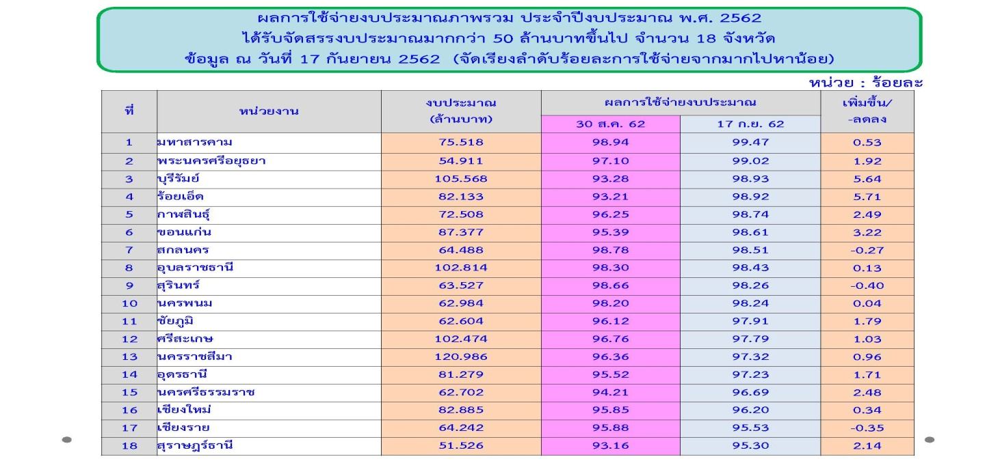 ผลการใช้จ่ายงบประมาณภาพรวม ประจำปีงบประมาณ พ.ศ. 2562
ได้รับจัดสรรงบประมาณมากกว่า 50 ล้านบาทขึ้นไป จำนวน 18 จังหวัด
ข้อมูล ณ วันที่ 17 กันยายน 2562 (จัดเรียงลำดับร้อยละการใช้จ่ายจากมากไปหาน้อย)
หน่วย : ร้อยละ
ที่ หน่วยงาน งบประมาณ (ล้านบาท) ผลการใช้จ่ายงบประมาณ เพิ่มขึ้น/ -ลดลง
30 ส.ค. 62 17 ก.ย. 62
1 มหาสารคาม 75.518 98.94 99.47 0.53
2 พระนครศรีอยุธยา 54.911 97.10 99.02 1.92
3 บุรีรัมย์ 105.568 93.28 98.93 5.64
4 ร้อยเอ็ด 82.133 93.21 98.92 5.71
5 กาฬสินธุ์ 72.508 96.25 98.74 2.49
6 ขอนแก่น 87.377 95.39 98.61 3.22
7 สกลนคร 64.488 98.78 98.51 -0.27
8 อุบลราชธานี 102.814 98.30 98.43 0.13
9 สุรินทร์ 63.527 98.66 98.26 -0.40
10 นครพนม 62.984 98.20 98.24 0.04
11 ชัยภูมิ 62.604 96.12 97.91 1.79
12 ศรีสะเกษ 102.474 96.76 97.79 1.03
13 นครราชสีมา 120.986 96.36 97.32 0.96
14 อุดรธานี 81.279 95.52 97.23 1.71
15 นครศรีธรรมราช 62.702 94.21 96.69 2.48
16 เชียงใหม่ 82.885 95.85 96.20 0.34
17 เชียงราย 64.242 95.88 95.53 -0.35
18 สุราษฎร์ธานี 51.526 93.16 95.30 2.14